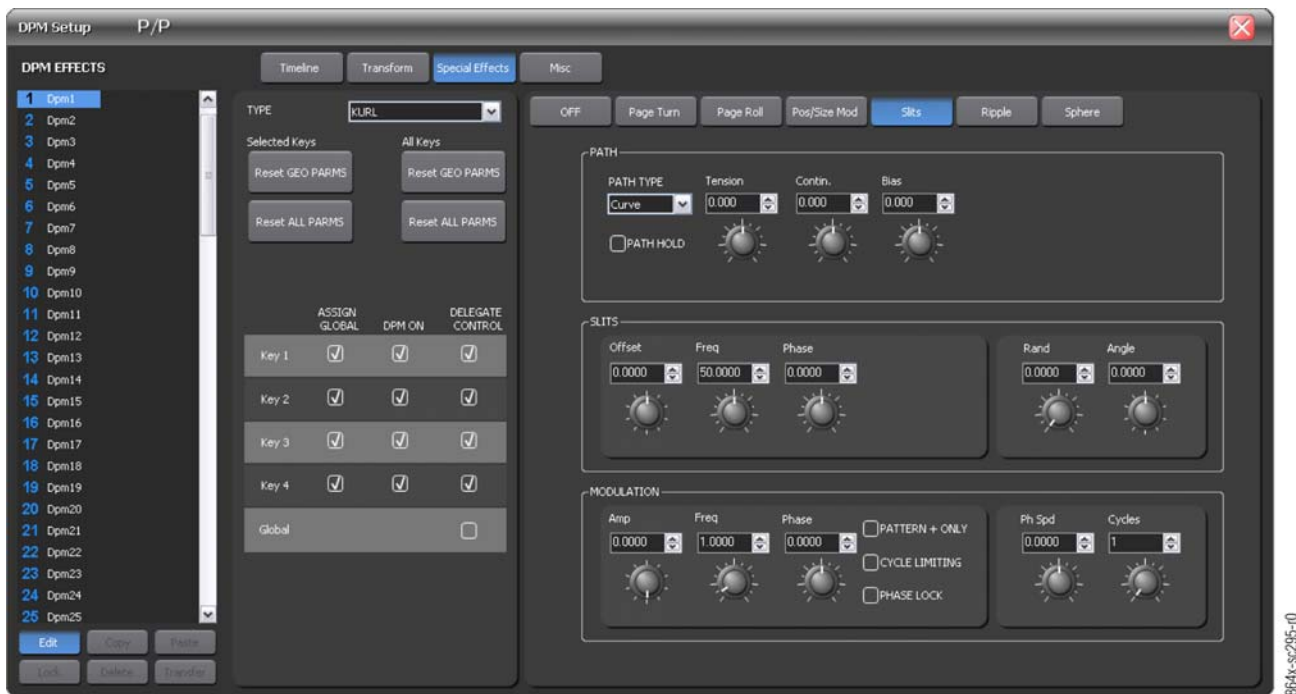 DPM Setup P/P
DPM EFFECTS
Timeline Transform Special Effects Misc
1 Dpm1
2 Dpm2
3 Dpm3
4 Dpm4
5 Dpm5
6 Dpm6
7 Dpm7
8 Dpm8
9 Dpm9
10 Dpm10
11 Dpm11
12 Dpm12
13 Dpm13
14 Dpm14
15 Dpm15
16 Dpm16
17 Dpm17
18 Dpm18
19 Dpm19
20 Dpm20
21 Dpm21
22 Dpm22
23 Dpm23
24 Dpm24
25 Dpm25
Edit Copy Paste
Lock Delete Transfer
TYPE KURL
Selected Keys All Keys
Reset GEO PARMS Reset GEO PARMS
Reset ALL PARMS Reset ALL PARMS
ASSIGN GLOBAL DPM ON DELEGATE CONTROL
Key 1
Key 2
Key 3
Key 4
Global
OFF Page Turn Page Roll Pos/Size Mod Slits Ripple Sphere
PATH
PATH TYPE Tension Contin. Bias
Curve 0.000 0.000 0.000
PATH HOLD
SLITS
Offset Freq Phase Rand Angle
0.0000 50.0000 0.0000 0.0000 0.0000
MODULATION
Amp Freq Phase Ph Spd Cycles
0.0000 1.0000 0.0000 0.0000 1
PATTERN + ONLY
CYCLE LIMITING
PHASE LOCK
864x-sc295-r0